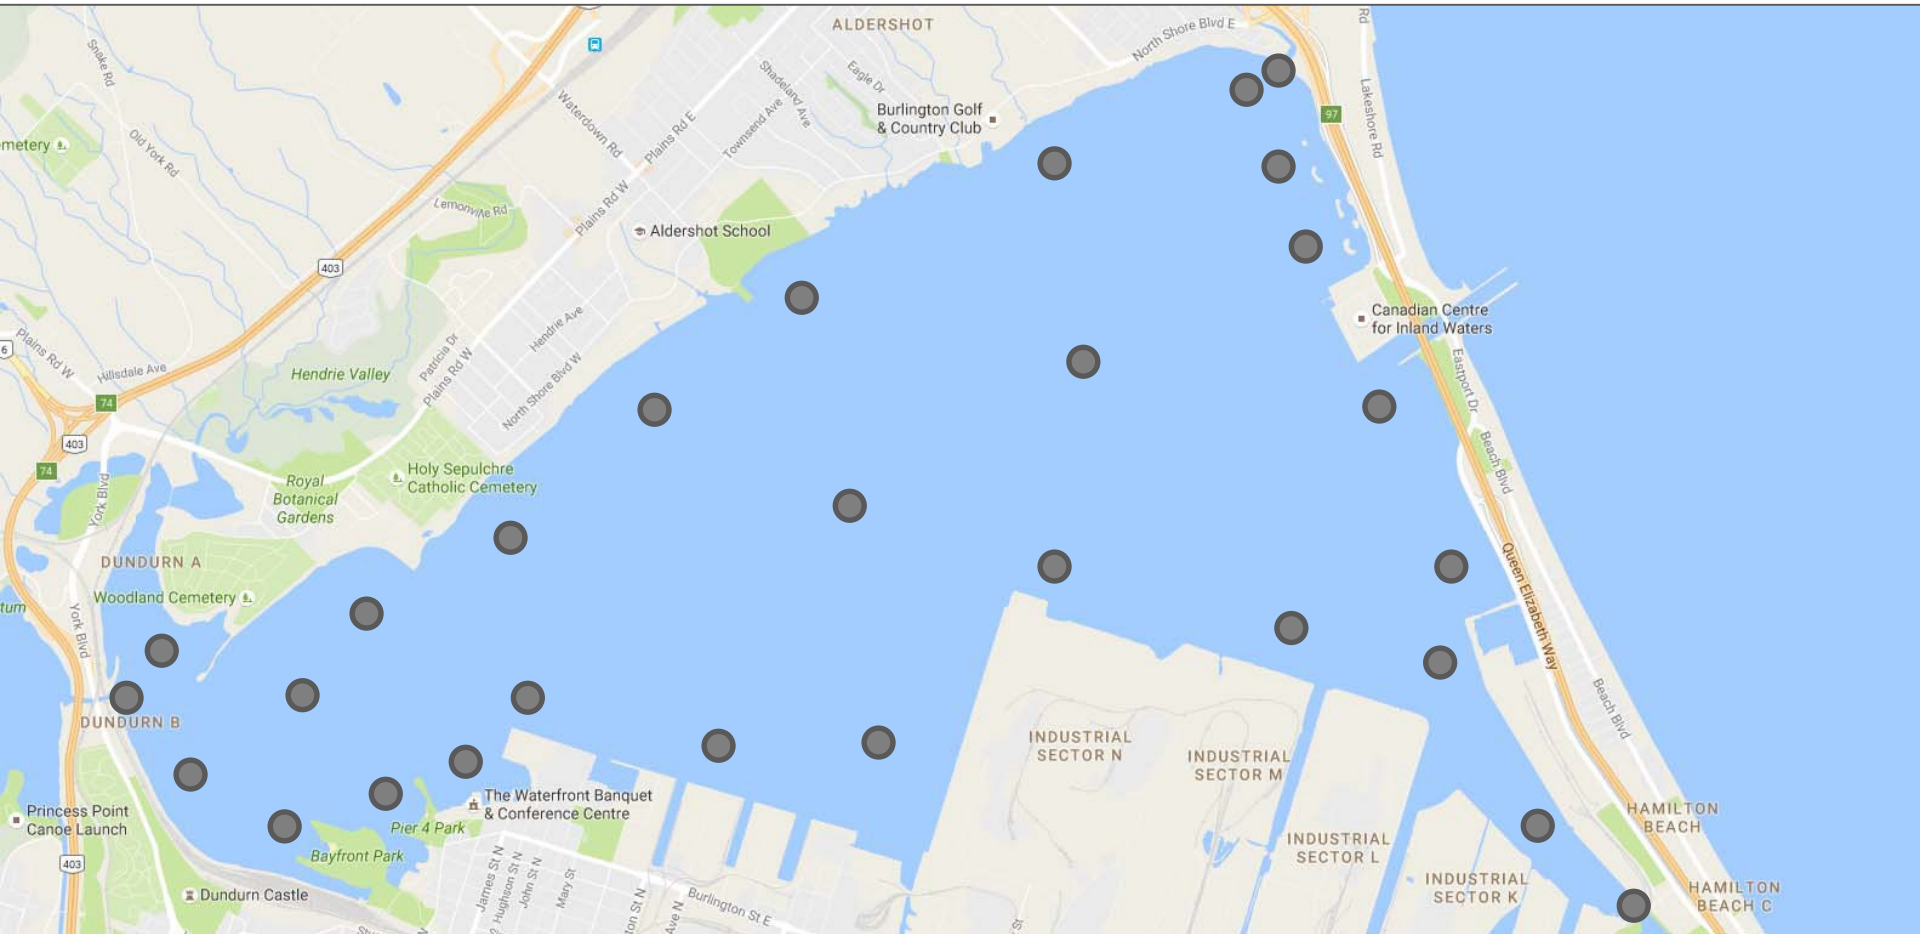 ALDERSHOT
North Shore Blvd E
Rd
Snake Rd
Shadeland Ave
Eagle Dr
Lakeshore Rd
Waterdown Rd
Plains Rd E
Townsend Ave
Burlington Golf
& Country Club
97
Old York Rd
emetery
Lemonville Rd
Plains Rd W
Aldershot School
403
Canadian Centre
for Inland Waters
6
Plains Rd W
Hillsdale Ave
Hendrie Valley
Patricia Dr
Plains Rd W
Hendrie Ave
North Shore Blvd W
Eastport Dr
74
403
74
York Blvd
Royal
Botanical
Gardens
Holy Sepulchre
Catholic Cemetery
Beach Blvd
DUNDURN A
Woodland Cemetery
tum
York Blvd
Queen Elizabeth Way
DUNDURN B
Beach Blvd
INDUSTRIAL
SECTOR N
INDUSTRIAL
SECTOR M
Princess Point
Canoe Launch
The Waterfront Banquet
& Conference Centre
Pier 4 Park
Bayfront Park
HAMILTON
BEACH
INDUSTRIAL
SECTOR L
403
Dundurn Castle
James St N
Hughson St N
John St N
Mary St
Burlington St E
INDUSTRIAL
SECTOR K
HAMILTON
BEACH C
ton St N
Ave N
St